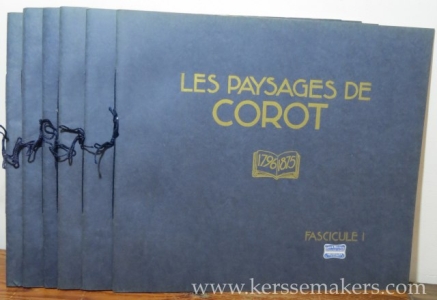 LES PAYSAGES DE
COROT
1796 1875
FASCICULE I
www.kerssemakers.com